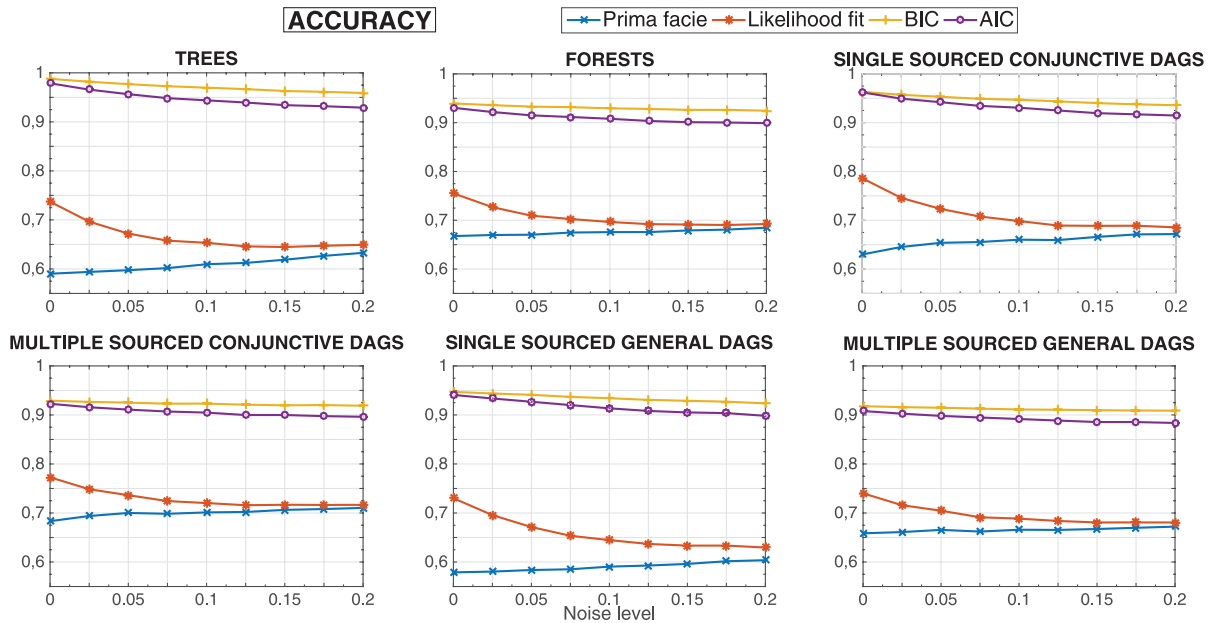 ACCURACY
Prima facie Likelihood fit BIC AIC
TREES
FORESTS
SINGLE SOURCED CONJUNCTIVE DAGS
1
0,9
0,8
0,7
0,6
0 0.05 0.1 0.15 0.2
1
0,9
0,8
0,7
0,6
0 0.05 0.1 0.15 0.2
1
0,9
0,8
0,7
0,6
0 0.05 0.1 0.15 0.2
MULTIPLE SOURCED CONJUNCTIVE DAGS
SINGLE SOURCED GENERAL DAGS
MULTIPLE SOURCED GENERAL DAGS
1
0,9
0,8
0,7
0,6
0 0.05 0.1 0.15 0.2
1
0,9
0,8
0,7
0,6
0 0.05 0.1 0.15 0.2
1
0,9
0,8
0,7
0,6
0 0.05 0.1 0.15 0.2
Noise level